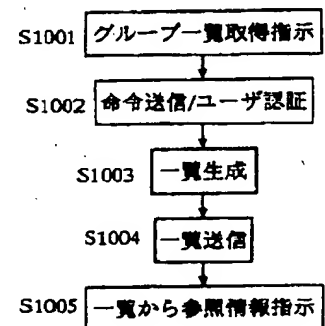 S1001 グループ一覧取得指示
S1002 命令送信/ユーザ認証
S1003 一覧生成
S1004 一覧送信
S1005 一覧から参照情報指示